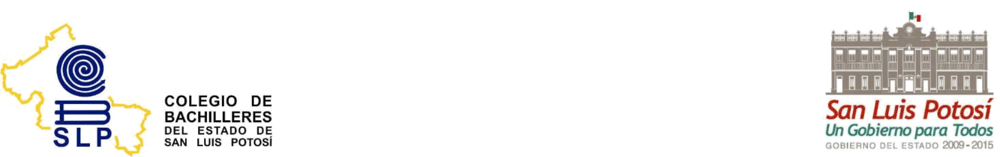 SLP
COLEGIO DE
BACHILLERES
DEL ESTADO DE
SAN LUIS POTOSÍ
San Luis Potosí
Un Gobierno para Todos
GOBIERNO DEL ESTADO 2009-2015